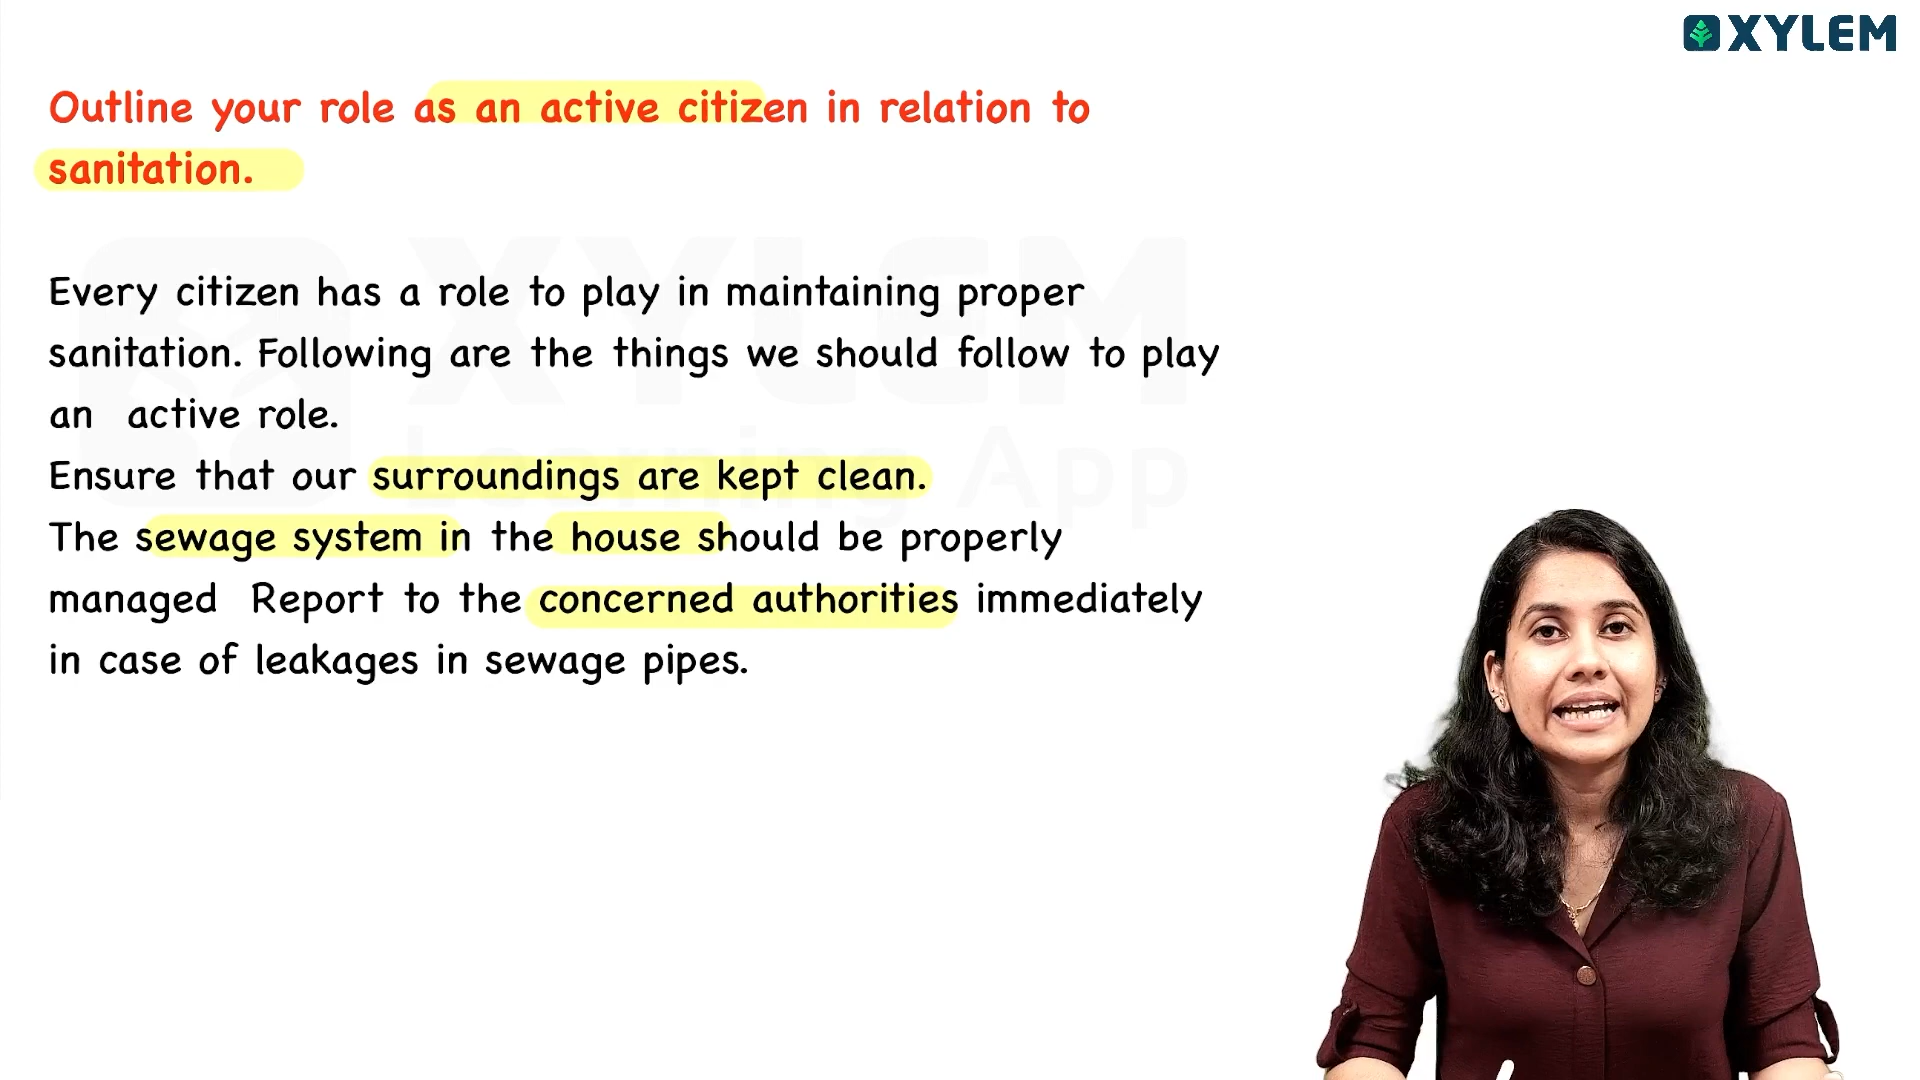 XYLEM
Outline your role as an active citizen in relation to
sanitation.
Every citizen has a role to play in maintaining proper
sanitation. Following are the things we should follow to play
an active role.
Ensure that our surroundings are kept clean.
The sewage system in the house should be properly
managed Report to the concerned authorities immediately
in case of leakages in sewage pipes.
XYLEM
Learning App